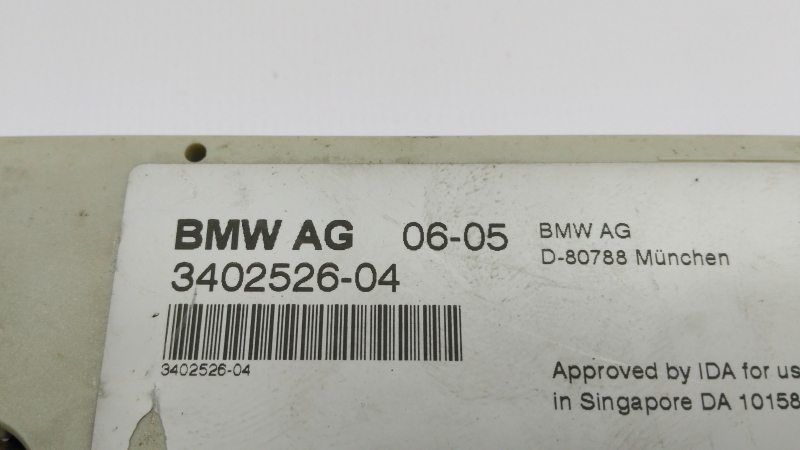 BMW AG 06-05
3402526-04
3402526-04
BMW AG
D-80788 München
Approved by IDA for us
in Singapore DA 10158